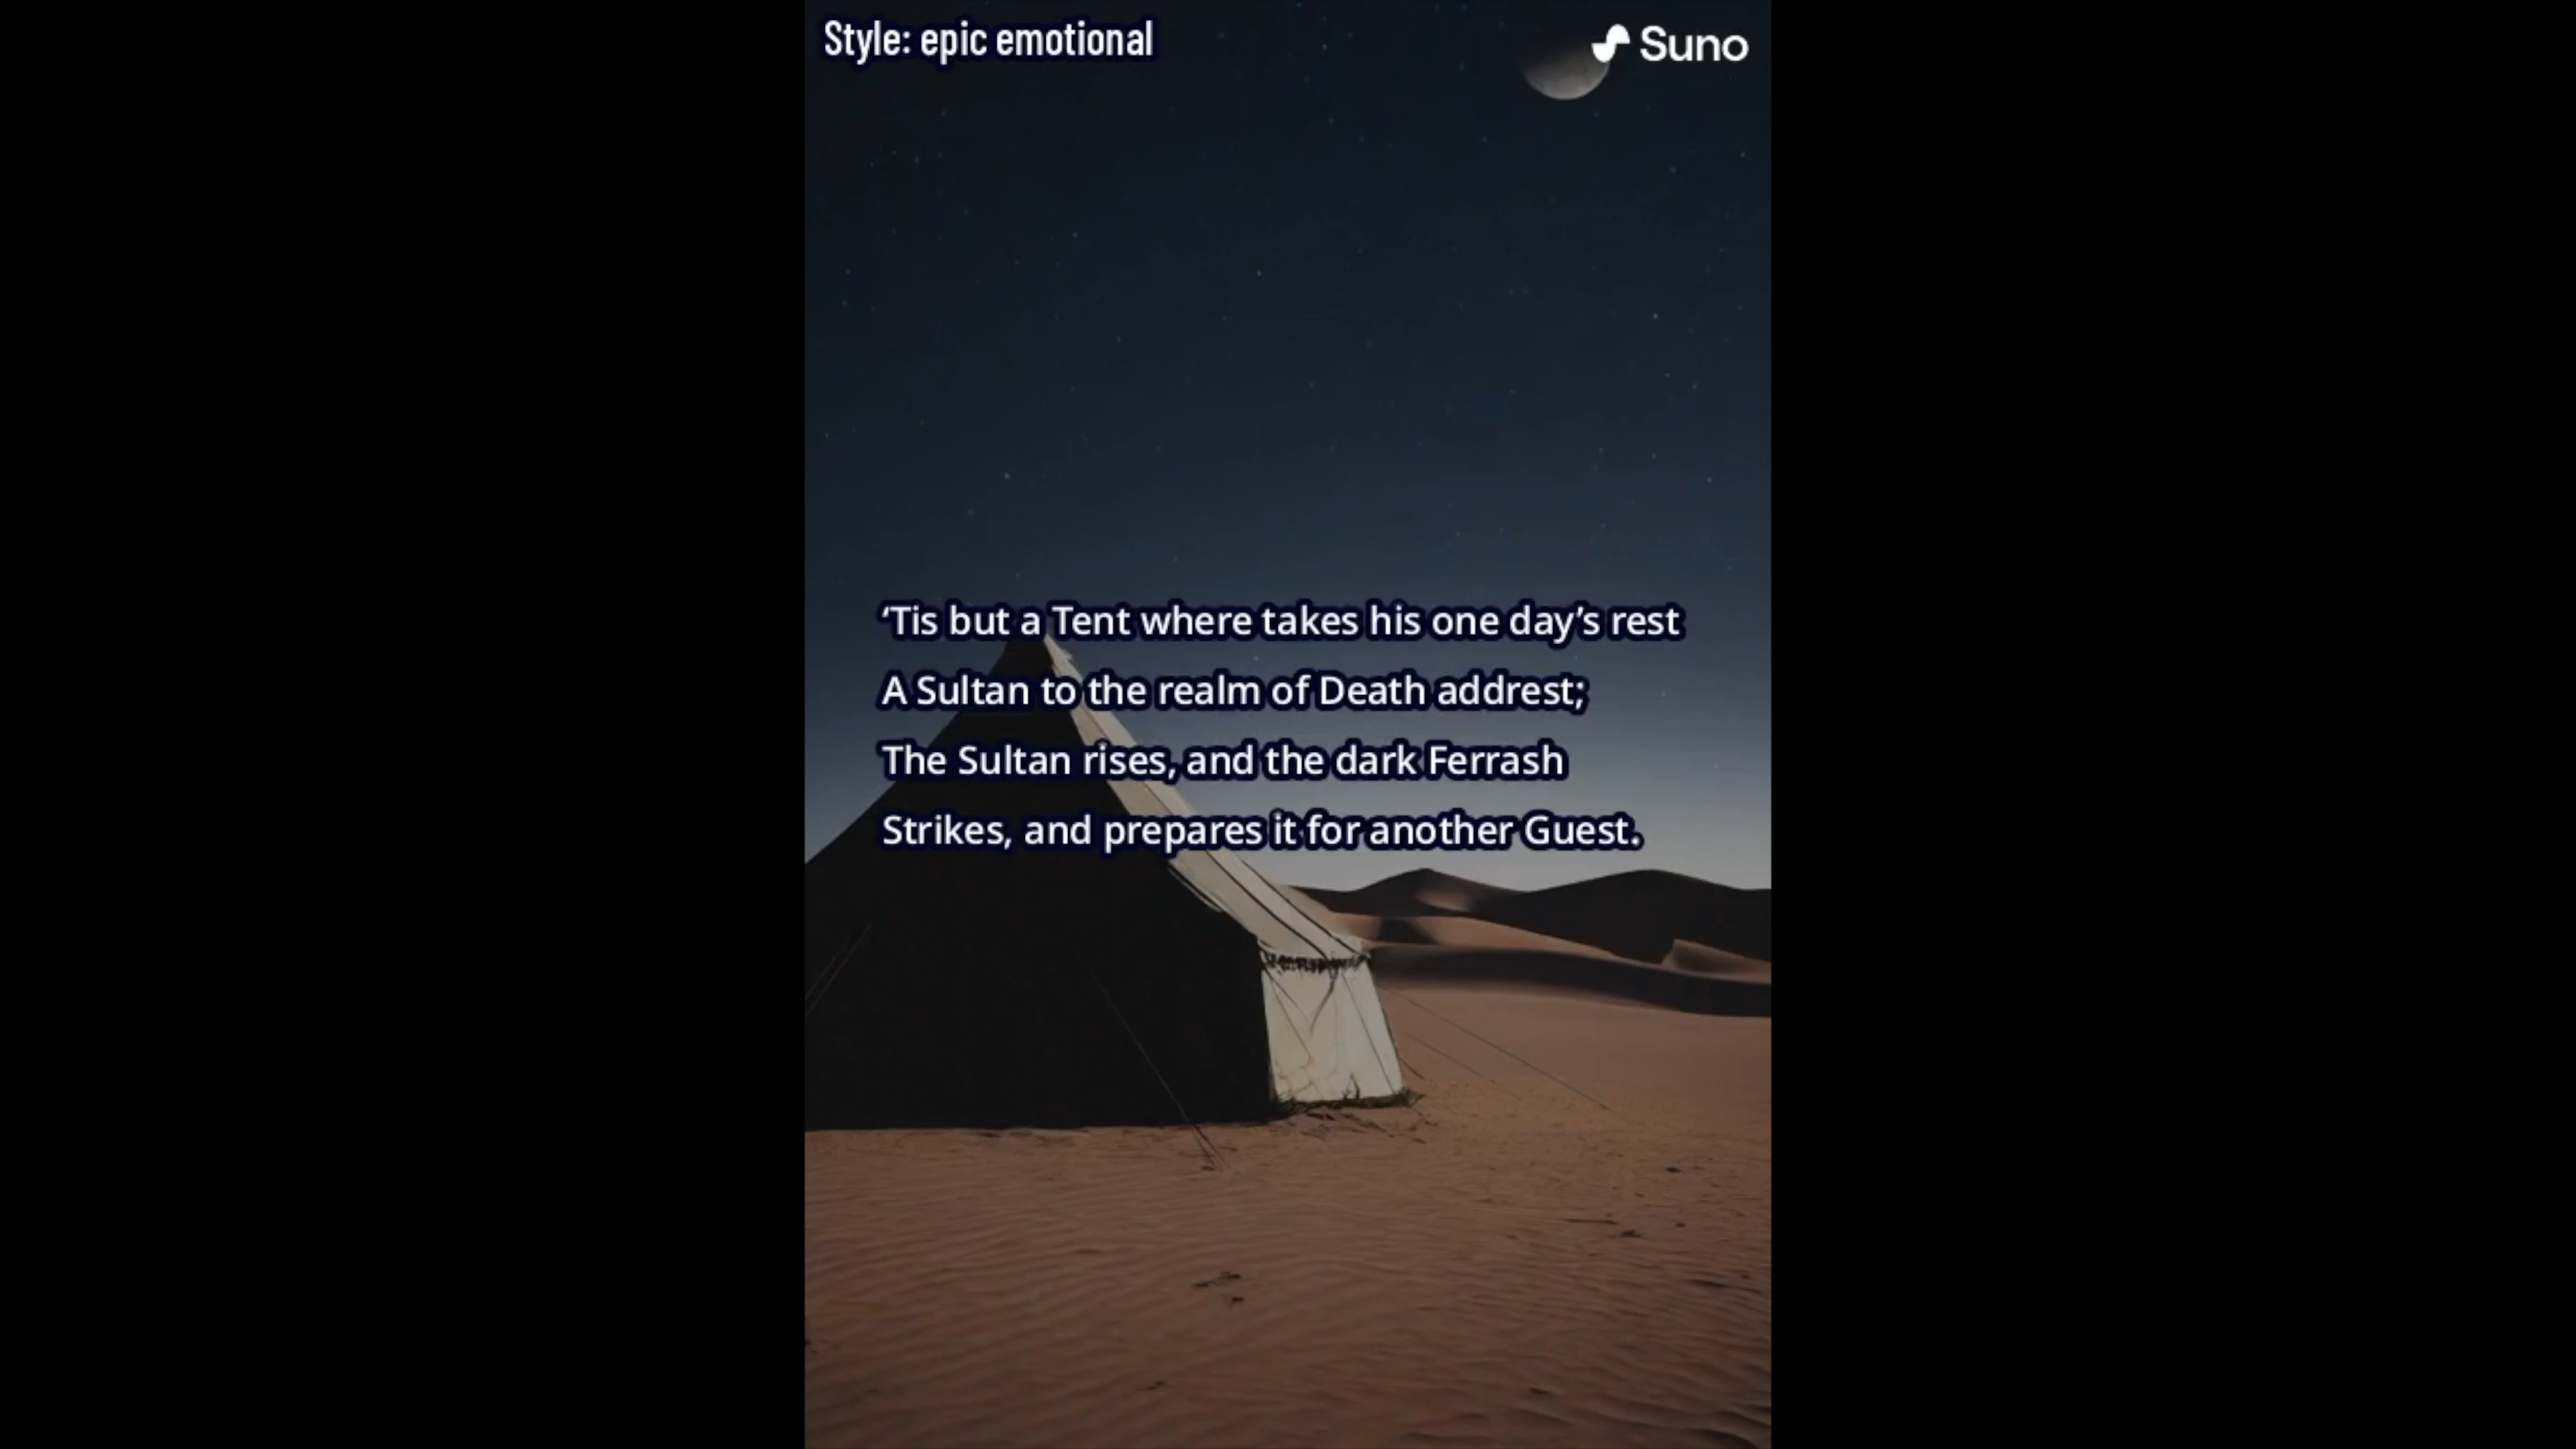 Style: epic emotional
Suno
‘Tis but a Tent where takes his one day’s rest
A Sultan to the realm of Death addrest;
The Sultan rises, and the dark Ferrash
Strikes, and prepares it for another Guest.